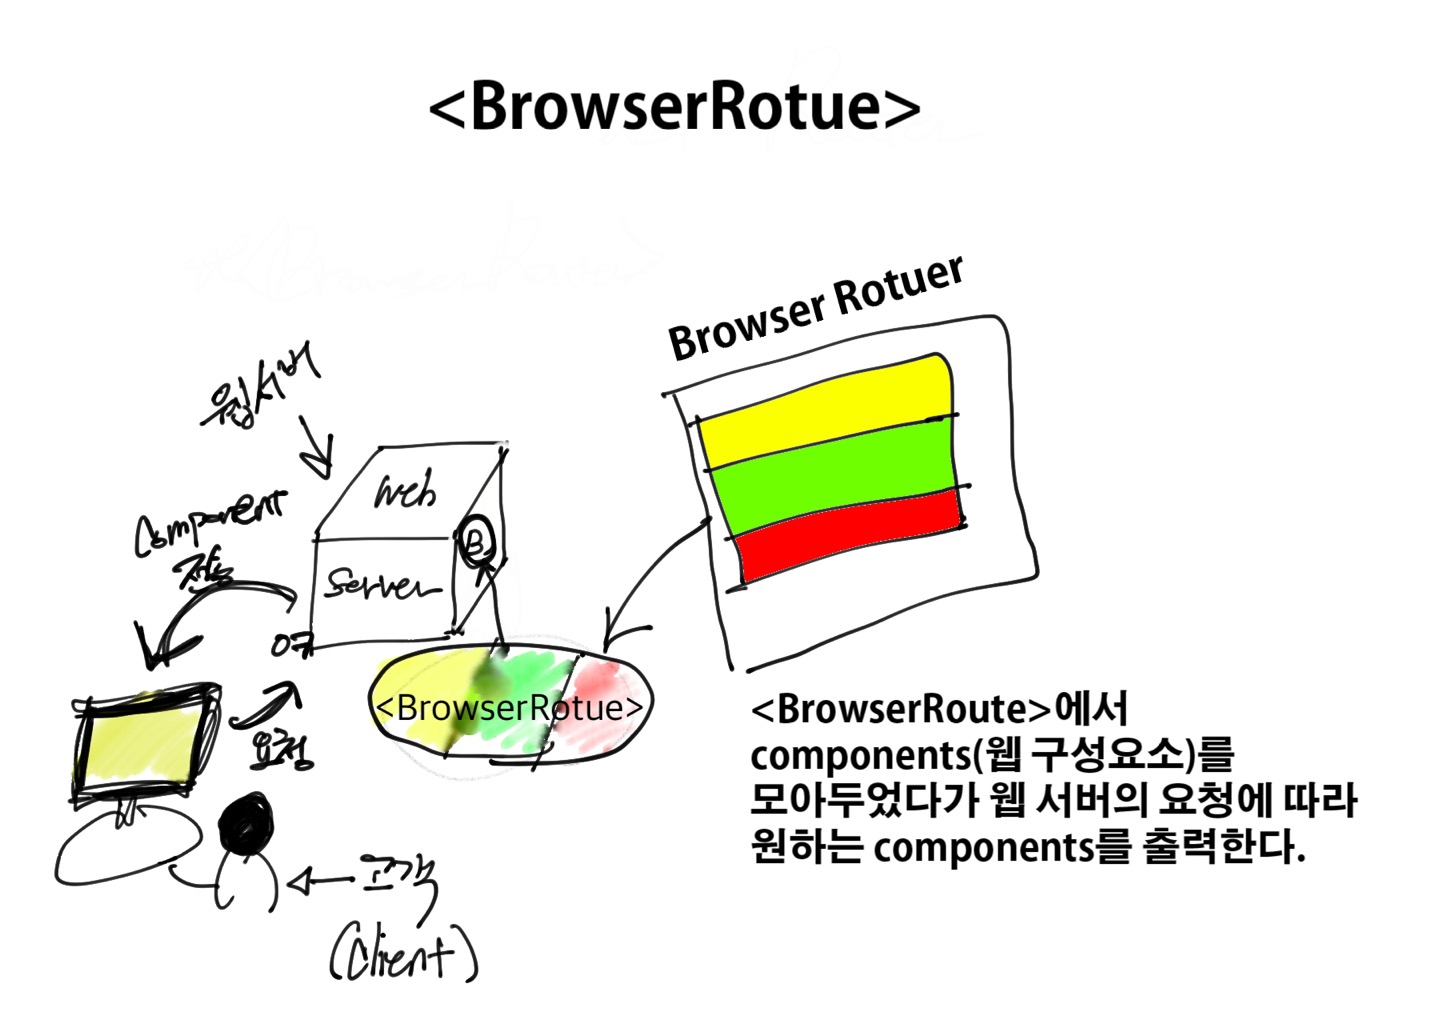 <BrowserRotue>
Browser Rotuer
웹서버
Web
Server
B
Component
전송
요청
<BrowserRotue>
고객
(Client)
<BrowserRoute>에서
components(웹 구성요소)를
모아두었다가 웹 서버의 요청에 따라
원하는 components를 출력한다.